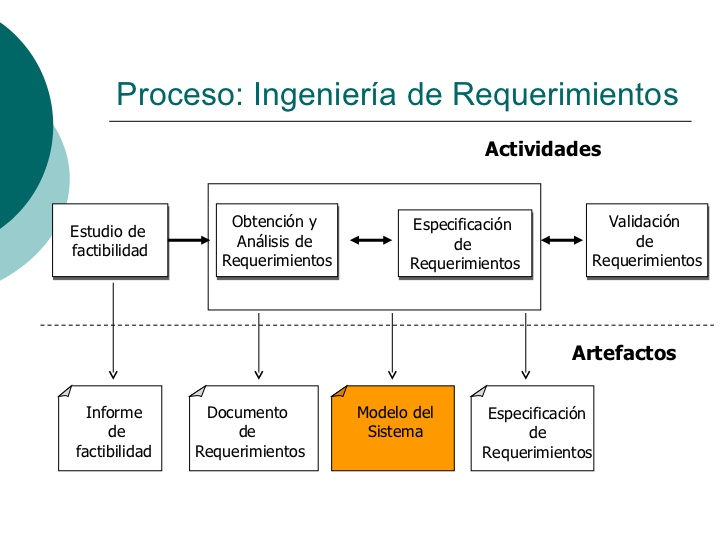 Proceso: Ingeniería de Requerimientos
Actividades
Estudio de
factibilidad
Obtención y
Análisis de
Requerimientos
Especificación
de
Requerimientos
Validación
de
Requerimientos
Artefactos
Informe
de
factibilidad
Documento
de
Requerimientos
Modelo del
Sistema
Especificación
de
Requerimientos